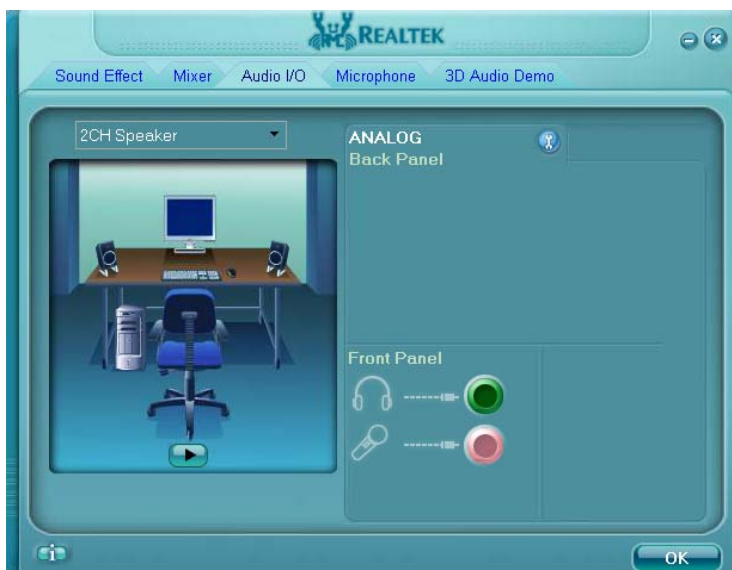 REALTEK
Sound Effect Mixer Audio I/O Microphone 3D Audio Demo
2CH Speaker
ANALOG
Back Panel
Front Panel
OK